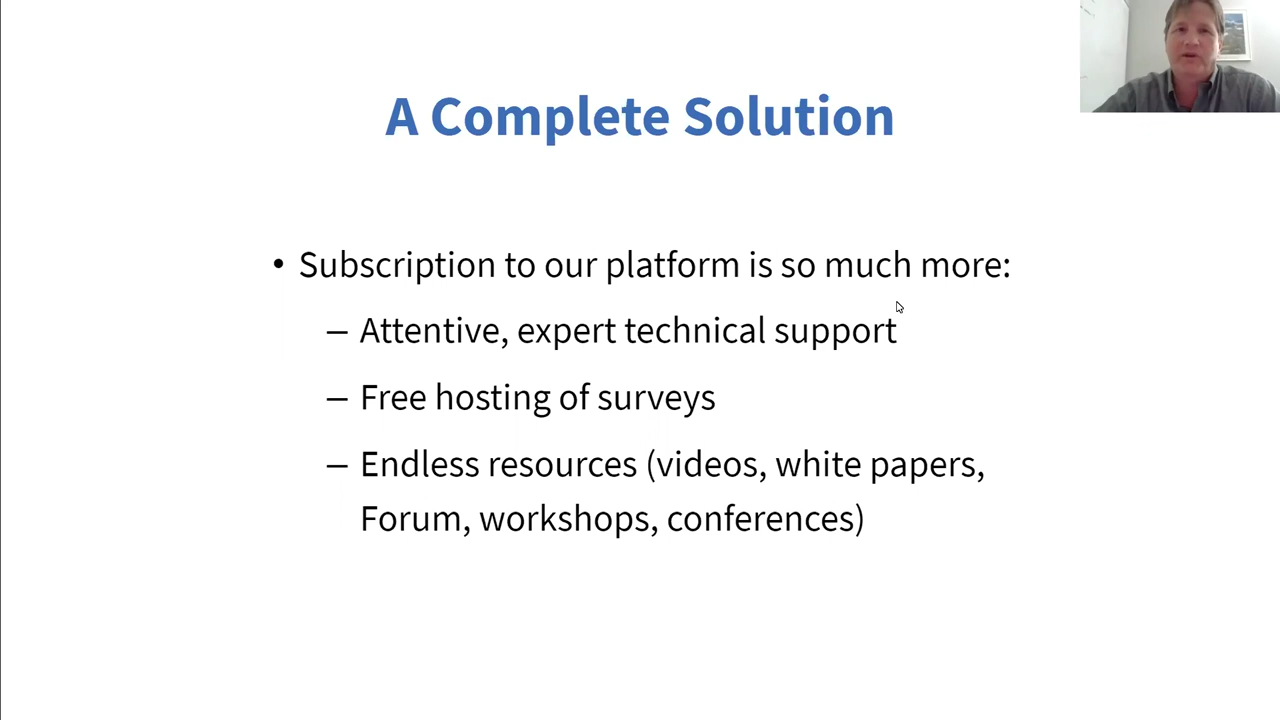 A Complete Solution
• Subscription to our platform is so much more:
– Attentive, expert technical support
– Free hosting of surveys
– Endless resources (videos, white papers,
Forum, workshops, conferences)